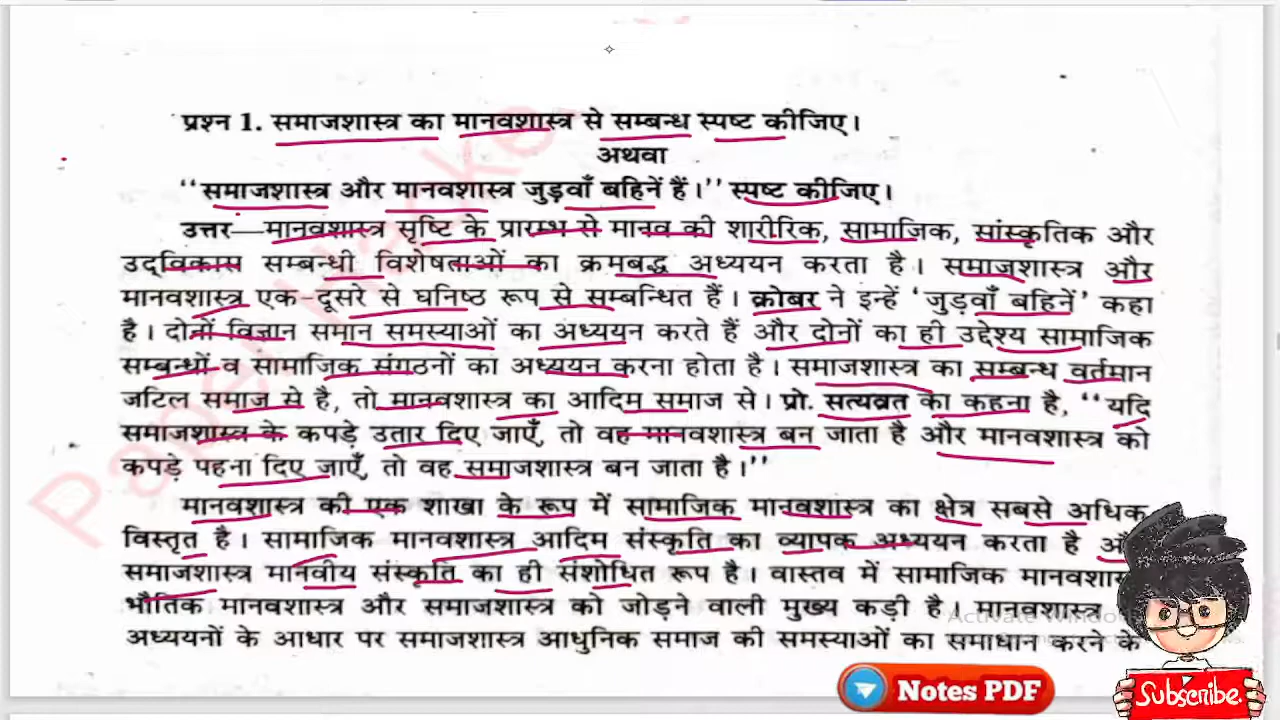 प्रश्न 1. समाजशास्त्र का मानवशास्त्र से सम्बन्ध स्पष्ट कीजिए।
अथवा
"समाजशास्त्र और मानवशास्त्र जुड़वाँ बहिनें हैं।" स्पष्ट कीजिए।
उत्तर—मानवशास्त्र सृष्टि के प्रारम्भ से मानव की शारीरिक, सामाजिक, सांस्कृतिक और
उद्विकास सम्बन्धी विशेषताओं का क्रमबद्ध अध्ययन करता है। समाजशास्त्र और
मानवशास्त्र एक-दूसरे से घनिष्ठ रूप से सम्बन्धित हैं। क्रोबर ने इन्हें 'जुड़वाँ बहिनें' कहा
है। दोनों विज्ञान समान समस्याओं का अध्ययन करते हैं और दोनों का ही उद्देश्य सामाजिक
सम्बन्धों व सामाजिक संगठनों का अध्ययन करना होता है। समाजशास्त्र का सम्बन्ध वर्तमान
जटिल समाज से है, तो मानवशास्त्र का आदिम समाज से। प्रो. सत्यव्रत का कहना है, "यदि
समाजशास्त्र के कपड़े उतार दिए जाएँ, तो वह मानवशास्त्र बन जाता है और मानवशास्त्र को
कपड़े पहना दिए जाएँ, तो वह समाजशास्त्र बन जाता है।"
मानवशास्त्र की एक शाखा के रूप में सामाजिक मानवशास्त्र का क्षेत्र सबसे अधिक
विस्तृत है। सामाजिक मानवशास्त्र आदिम संस्कृति का व्यापक अध्ययन करता है
समाजशास्त्र मानवीय संस्कृति का ही संशोधित रूप है। वास्तव में सामाजिक
भौतिक मानवशास्त्र और समाजशास्त्र को जोड़ने वाली मुख्य कड़ी है। मानवशास्त्र
अध्ययनों के आधार पर समाजशास्त्र आधुनिक समाज की समस्याओं का समाधान करने के
Activate Windows
Notes PDF
Subscribe